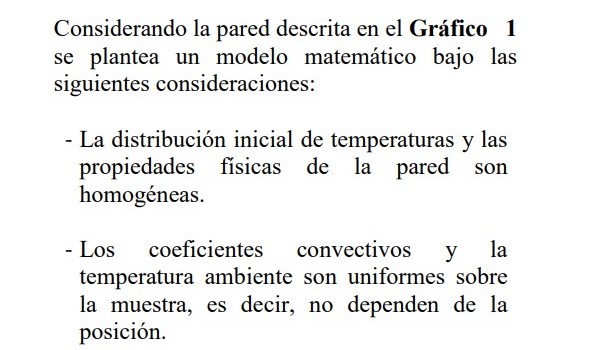 Considerando la pared descrita en el Gráfico 1
se plantea un modelo matemático bajo las
siguientes consideraciones:
- La distribución inicial de temperaturas y las
propiedades físicas de la pared son
homogéneas.
- Los coeficientes convectivos y la
temperatura ambiente son uniformes sobre
la muestra, es decir, no dependen de la
posición.